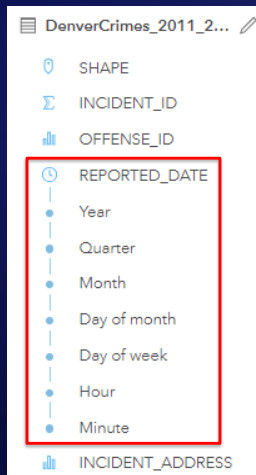 DenverCrimes_2011_2...
SHAPE
INCIDENT_ID
OFFENSE_ID
REPORTED_DATE
Year
Quarter
Month
Day of month
Day of week
Hour
Minute
INCIDENT_ADDRESS